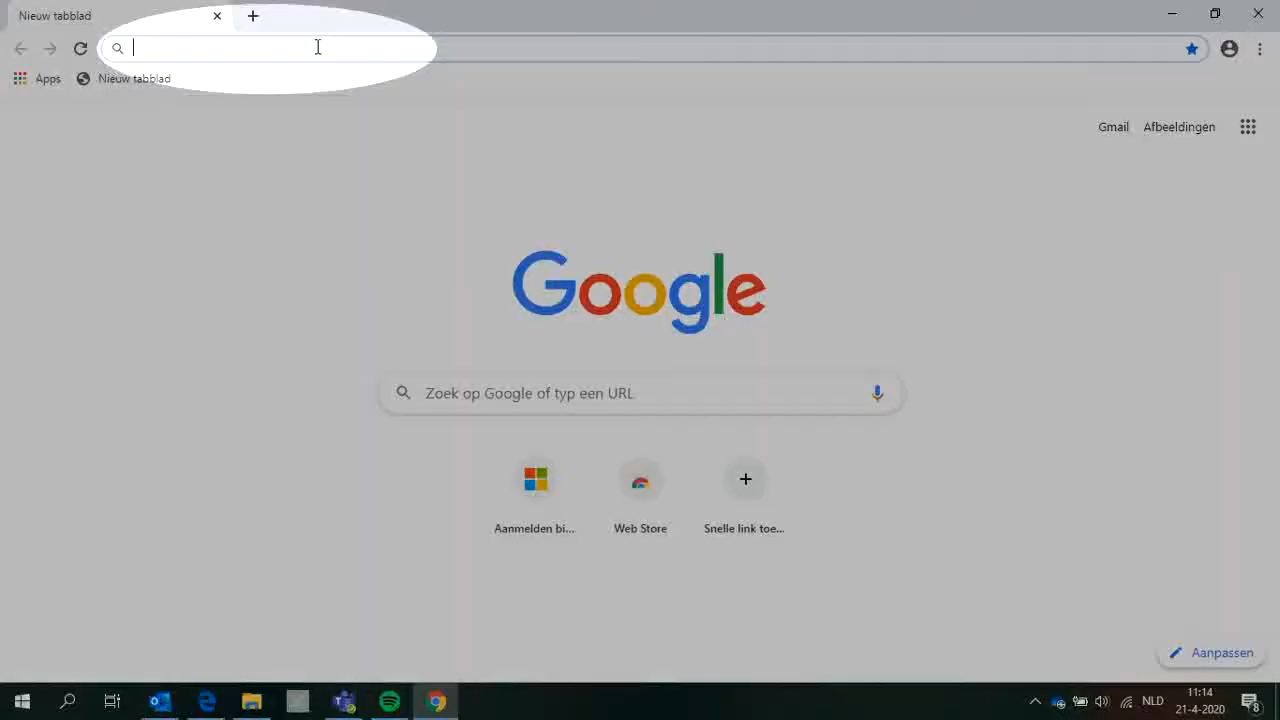 Nieuw tabblad
Apps Nieuw tabblad
Gmail Afbeeldingen
Google
Zoek op Google of typ een URL
Aanmelden bi... Web Store Snelle link toe...
Aanpassen
NLD 11:14
21-4-2020 8